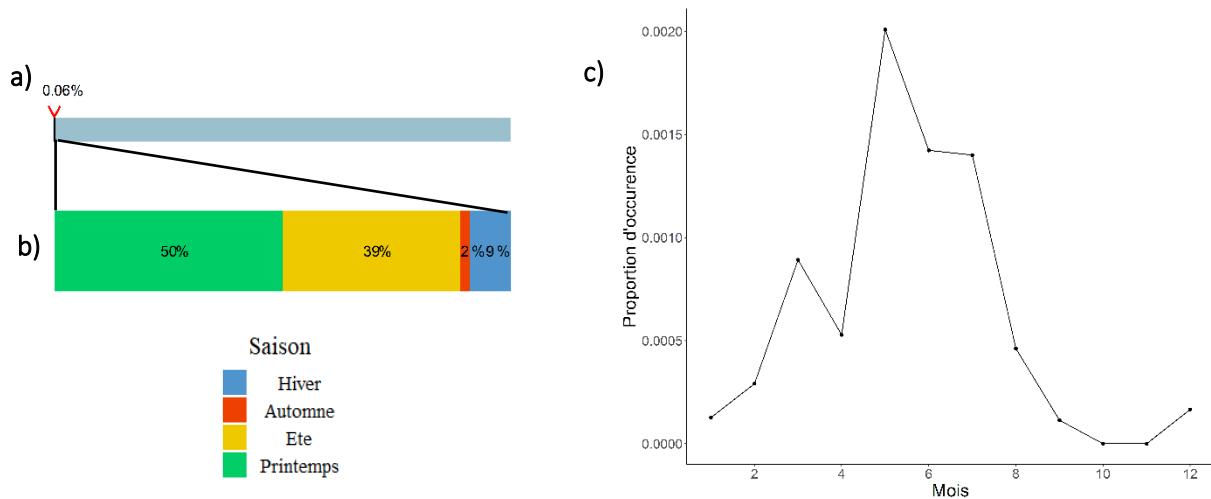 a)
0.06%
b)
50%
39%
2 %
9 %
Saison
Hiver
Automne
Ete
Printemps
c)
Proportion d'occurence
0.0020
0.0015
0.0010
0.0005
0.0000
2 4 6 8 10 12
Mois